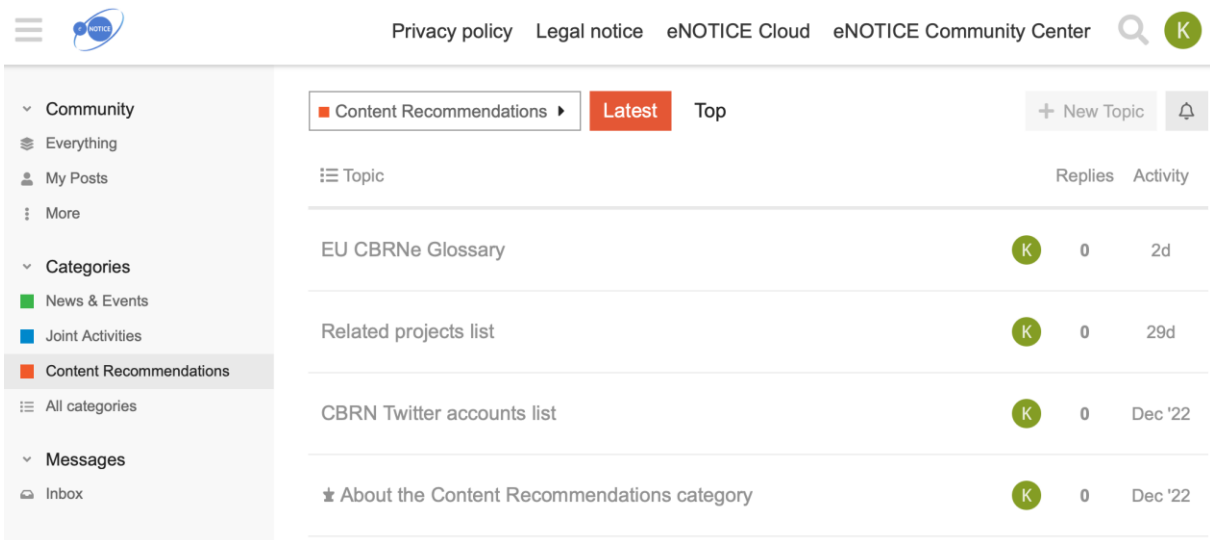 NOTICE
Privacy policy Legal notice eNOTICE Cloud eNOTICE Community Center K
Community
Everything
My Posts
More
Categories
News & Events
Joint Activities
Content Recommendations
All categories
Messages
Inbox
Content Recommendations Latest Top + New Topic
Topic Replies Activity
EU CBRNe Glossary K 0 2d
Related projects list K 0 29d
CBRN Twitter accounts list K 0 Dec '22
About the Content Recommendations category K 0 Dec '22